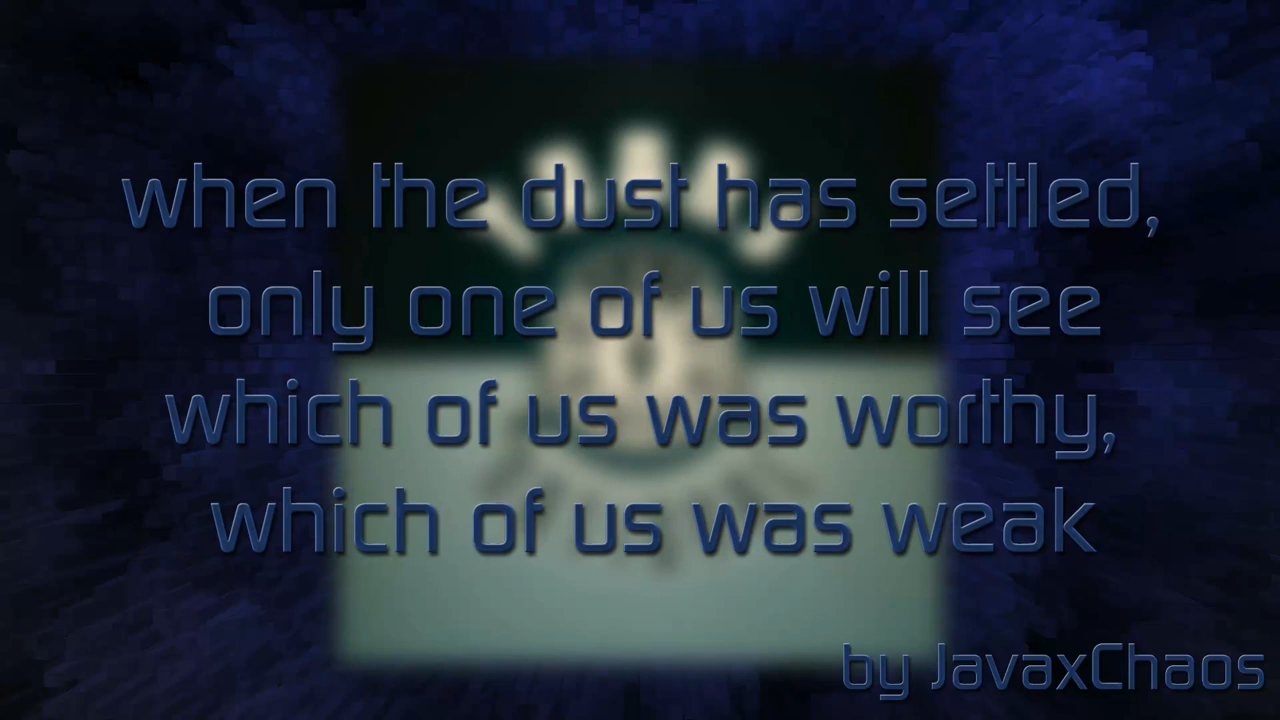 when the dust has settled,
only one of us will see
which of us was worthy,
which of us was weak
by JavaxChaos